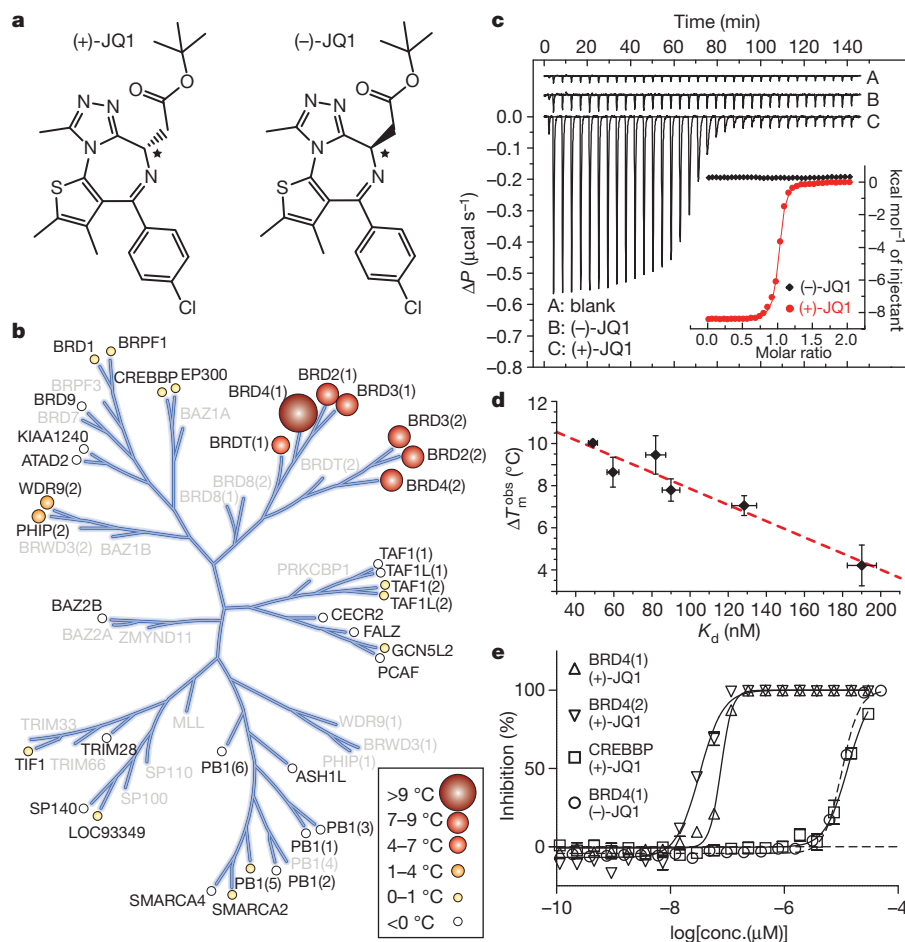 a
(+)-JQ1
(–)-JQ1
O
O
N
N
N
N
S
Cl
★
O
O
N
N
N
N
S
Cl
★
b
BRD1
BRPF1
BRPF3
CREBBP
EP300
BRD9
BRD7
BAZ1A
KIAA1240
ATAD2
WDR9(2)
PHIP(2)
BRWD3(2)
BAZ1B
BRD8(1)
BRD8(2)
BRD4(1)
BRD2(1)
BRD3(1)
BRDT(1)
BRD3(2)
BRD2(2)
BRDT(2)
BRD4(2)
BAZ2B
BAZ2A
ZMYND11
PRKCBP1
TAF1(1)
TAF1L(1)
TAF1(2)
TAF1L(2)
CECR2
FALZ
GCN5L2
PCAF
TRIM33
TIF1
TRIM66
TRIM28
MLL
SP110
SP100
SP140
LOC93349
WDR9(1)
BRWD3(1)
PHIP(1)
PB1(6)
ASH1L
PB1(3)
PB1(1)
PB1(4)
PB1(2)
PB1(5)
SMARCA4
SMARCA2
>9 °C
7–9 °C
4–7 °C
1–4 °C
0–1 °C
<0 °C
c
Time (min)
0 20 40 60 80 100 120 140
A
B
C
0.0
–0.1
–0.2
–0.3
–0.4
–0.5
–0.6
–0.7
–0.8
ΔP (μcal s–1)
A: blank
B: (–)-JQ1
C: (+)-JQ1
(–)-JQ1
(+)-JQ1
0
–2
–4
–6
–8
kcal mol–1
of injectant
0.0 0.5 1.0 1.5 2.0
Molar ratio
d
12
10
8
6
4
ΔTmobs (°C)
40 60 80 100 120 140 160 180 200
Kd (nM)
e
BRD4(1)
(+)-JQ1
BRD4(2)
(+)-JQ1
CREBBP
(+)-JQ1
BRD4(1)
(–)-JQ1
100
50
0
Inhibition (%)
–10 –8 –6 –4
log[conc.(μM)]